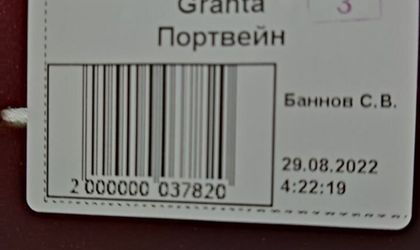 Granta 3
Портвейн
Баннов С.В.
29.08.2022
2 000000 037820
4:22:19